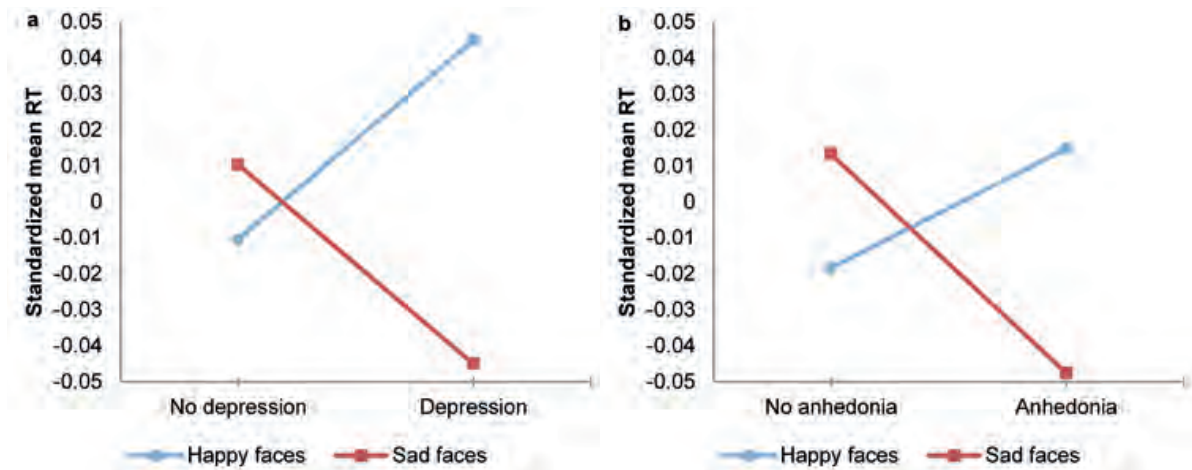 a
Standardized mean RT
0.05
0.04
0.03
0.02
0.01
0
-0.01
-0.02
-0.03
-0.04
-0.05
No depression Depression
Happy faces Sad faces
b
Standardized mean RT
0.05
0.04
0.03
0.02
0.01
0
-0.01
-0.02
-0.03
-0.04
-0.05
No anhedonia Anhedonia
Happy faces Sad faces